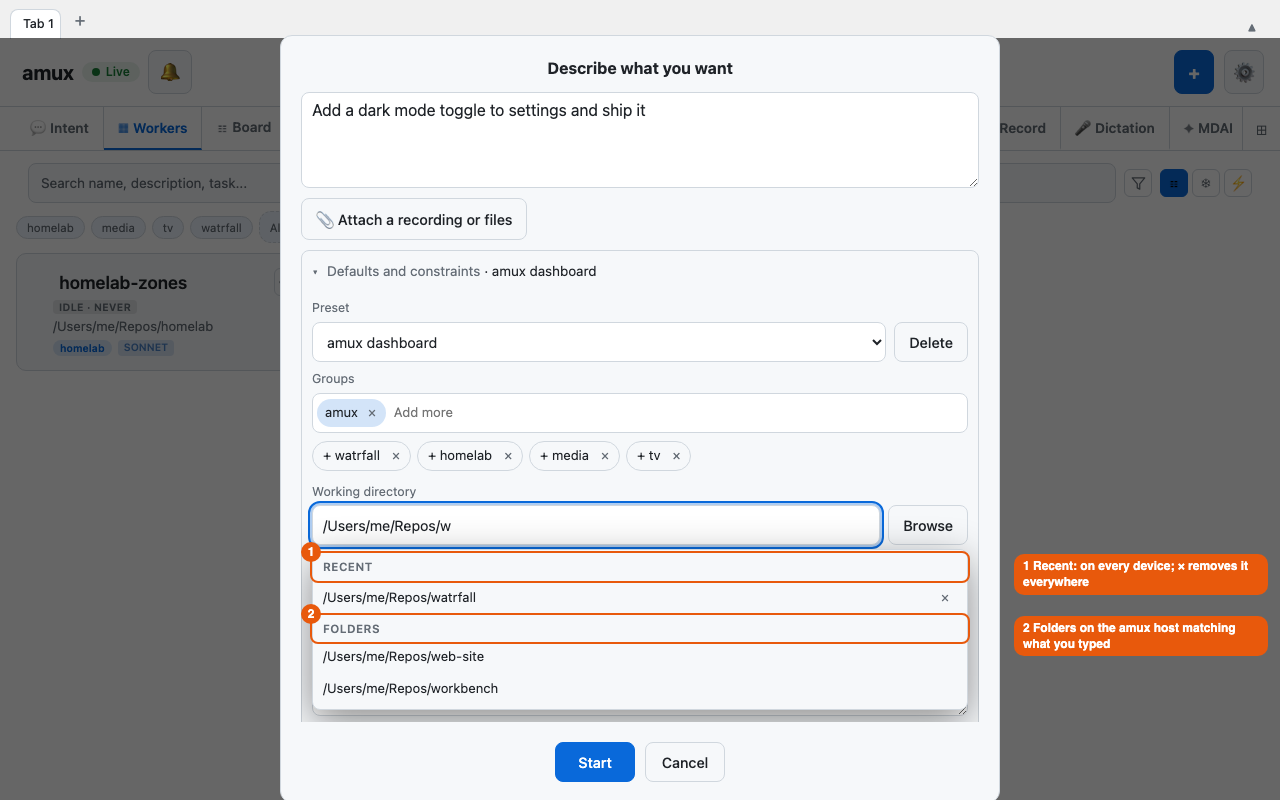 Tab 1 +
▲
amux Live
+
Intent Workers Board Record Dictation MDAI
Search name, description, task...
homelab media tv watrfall
homelab-zones
IDLE · NEVER
/Users/me/Repos/homelab
homelab SONNET
Describe what you want
Add a dark mode toggle to settings and ship it
Attach a recording or files
Defaults and constraints · amux dashboard
Preset
amux dashboard Delete
Groups
amux × Add more
+ watrfall × + homelab × + media × + tv ×
Working directory
/Users/me/Repos/w Browse
1
RECENT
/Users/me/Repos/watrfall ×
2
FOLDERS
/Users/me/Repos/web-site
/Users/me/Repos/workbench
Start Cancel
1 Recent: on every device; × removes it
everywhere
2 Folders on the amux host matching
what you typed